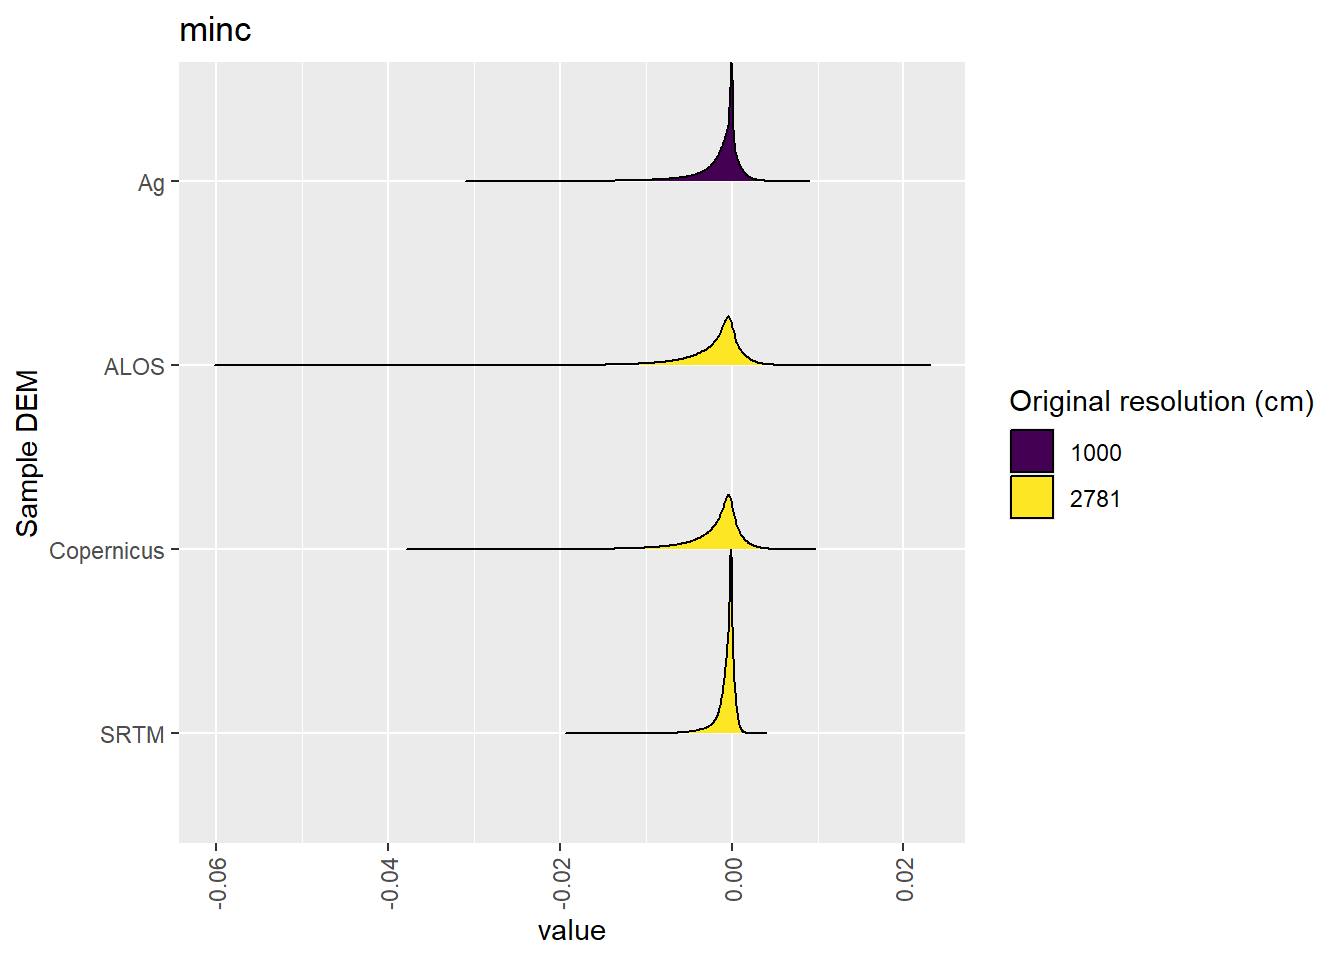 minc
Ag
ALOS
Copernicus
SRTM
Sample DEM
-0.06
-0.04
-0.02
0.00
0.02
value
Original resolution (cm)
1000
2781